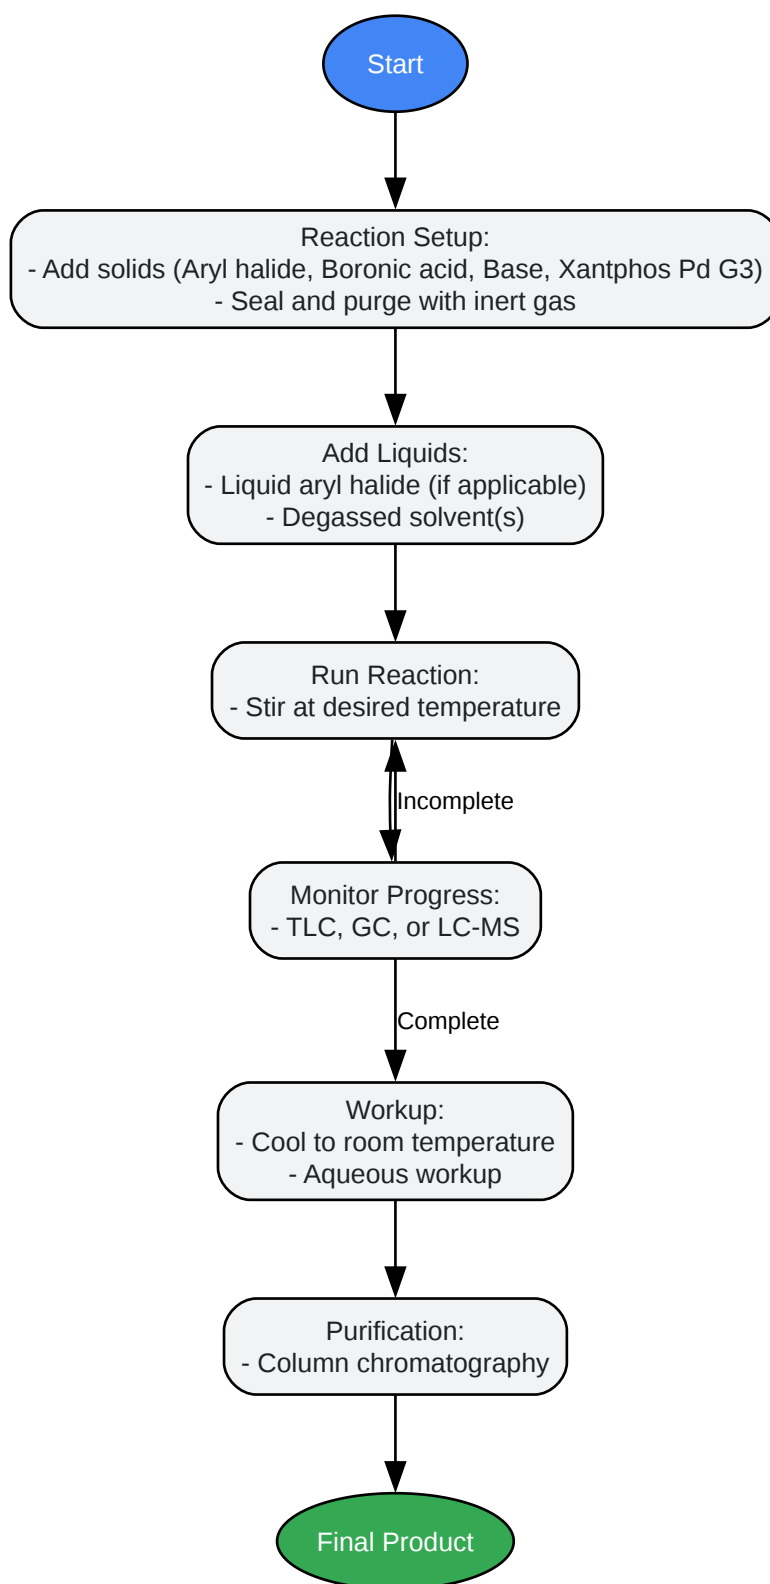 Start
Reaction Setup:
- Add solids (Aryl halide, Boronic acid, Base, Xantphos Pd G3)
- Seal and purge with inert gas
Add Liquids:
- Liquid aryl halide (if applicable)
- Degassed solvent(s)
Run Reaction:
- Stir at desired temperature
Incomplete
Monitor Progress:
- TLC, GC, or LC-MS
Complete
Workup:
- Cool to room temperature
- Aqueous workup
Purification:
- Column chromatography
Final Product